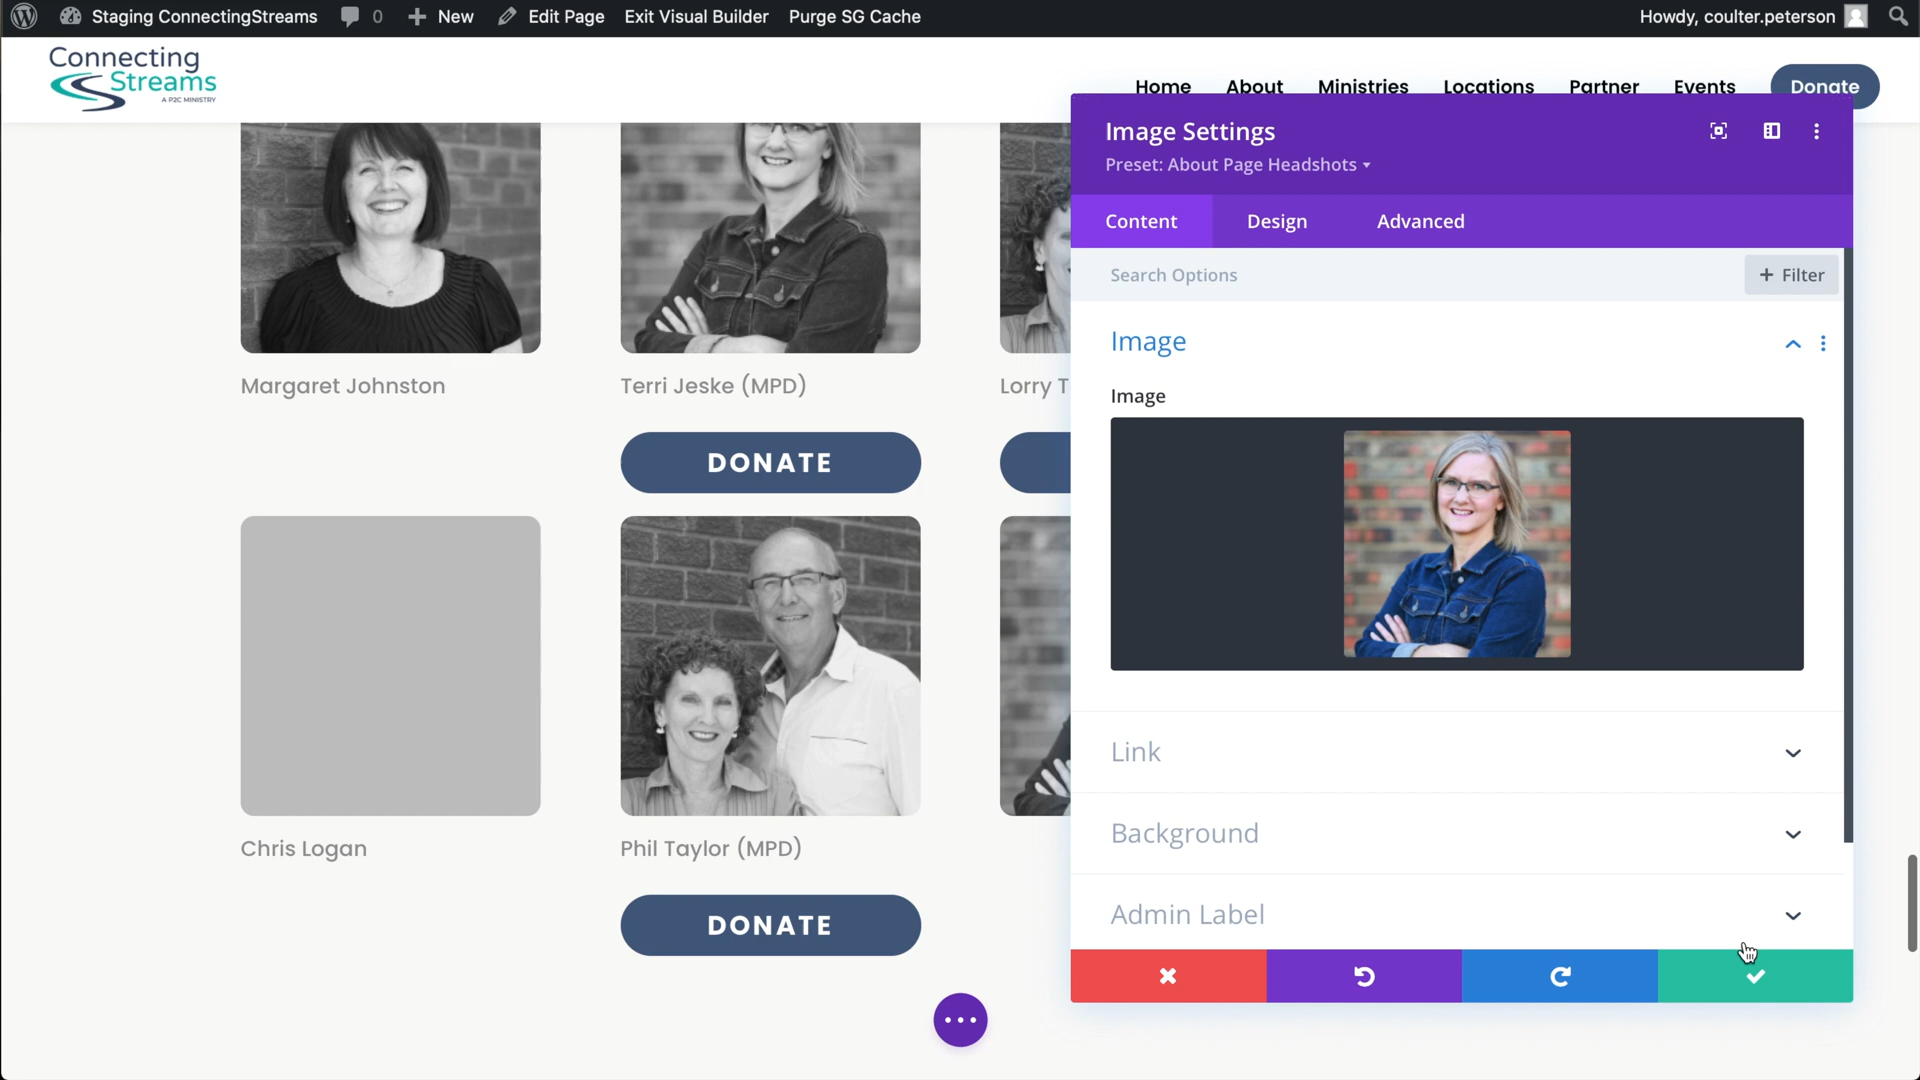 Staging ConnectingStreams 0 New Edit Page Exit Visual Builder Purge SG Cache Howdy, coulter.peterson
Connecting
Streams
A P2C MINISTRY
Home About Ministries Locations Partner Events Donate
Image Settings
Preset: About Page Headshots
Content Design Advanced
Search Options + Filter
Image
Image
Margaret Johnston Terri Jeske (MPD) Lorry T
DONATE
Link
Background
Chris Logan Phil Taylor (MPD)
Admin Label
DONATE